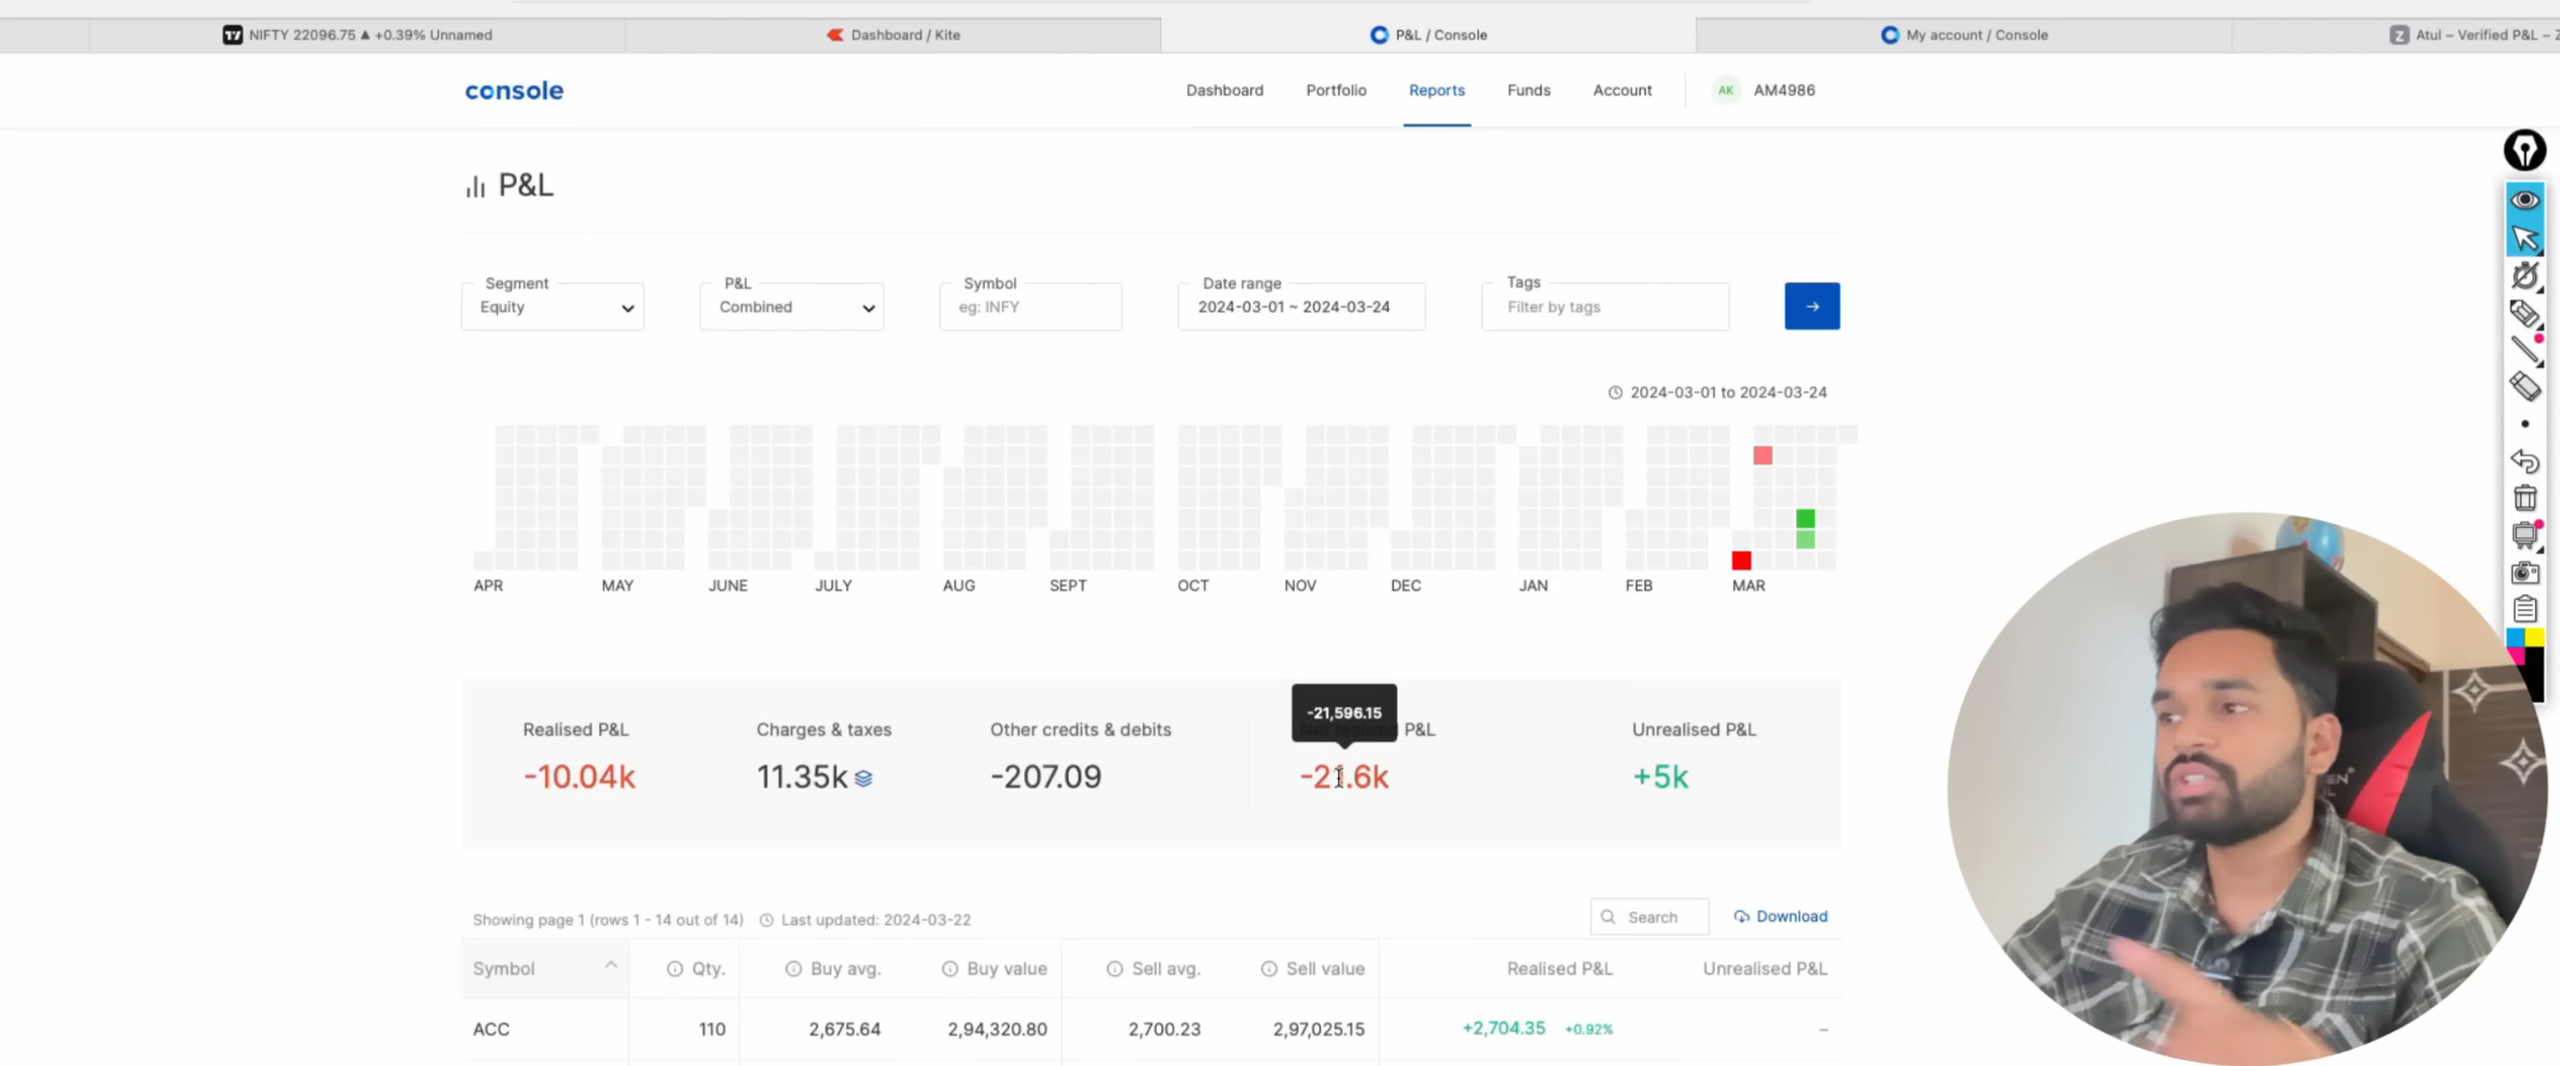 NIFTY 22096.75 ▲ +0.39% Unnamed
Dashboard / Kite
P&L / Console
My account / Console
Z
Atul – Verified P&L – Z
console
Dashboard
Portfolio
Reports
Funds
Account
AK
AM4986
P&L
Segment
Equity
P&L
Combined
Symbol
eg: INFY
Date range
2024-03-01 ~ 2024-03-24
Tags
Filter by tags
2024-03-01 to 2024-03-24
APR
MAY
JUNE
JULY
AUG
SEPT
OCT
NOV
DEC
JAN
FEB
MAR
-21,596.15
Realised P&L
Charges & taxes
Other credits & debits
P&L
Unrealised P&L
-10.04k
11.35k
-207.09
-21.6k
+5k
Showing page 1 (rows 1 - 14 out of 14)
Last updated: 2024-03-22
Search
Download
Symbol
Qty.
Buy avg.
Buy value
Sell avg.
Sell value
Realised P&L
Unrealised P&L
ACC
110
2,675.64
2,94,320.80
2,700.23
2,97,025.15
+2,704.35
+0.92%
–